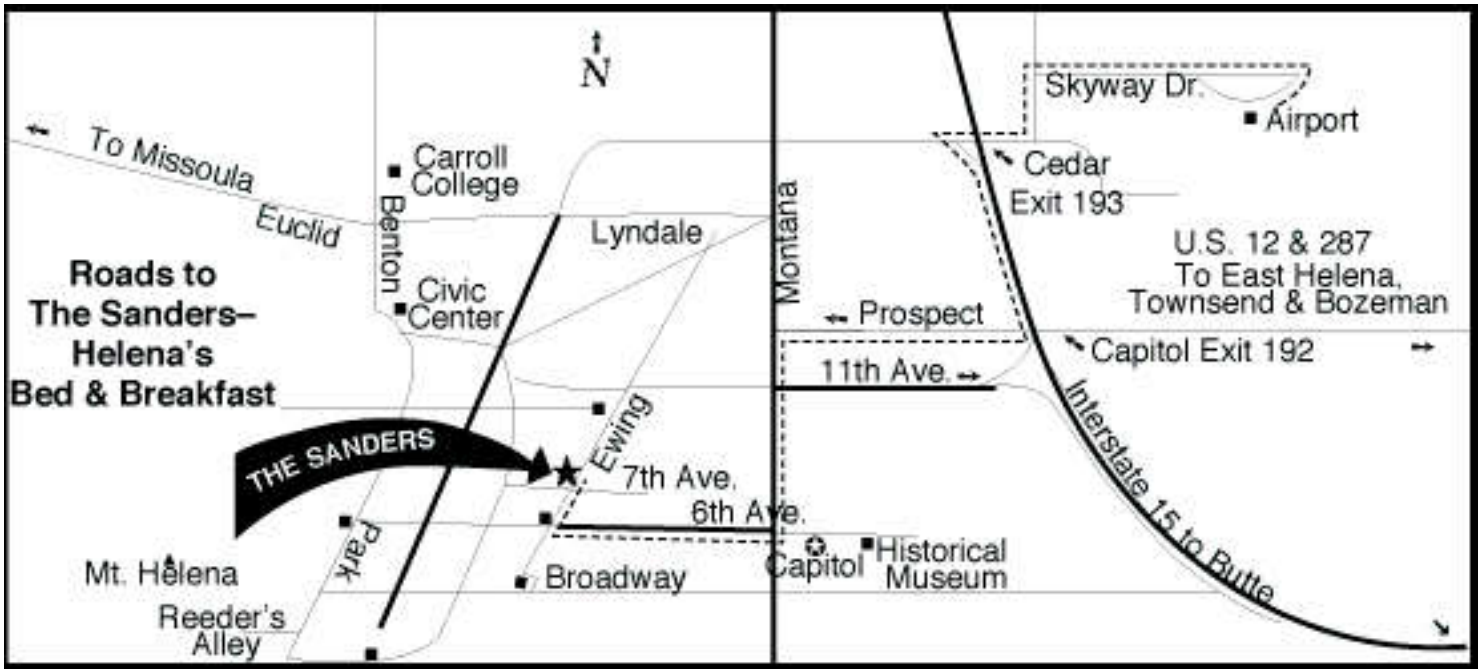 N
Skyway Dr.
Airport
To Missoula
Carroll
College
Cedar
Exit 193
Euclid
Benton
Lyndale
Montana
U.S. 12 & 287
To East Helena,
Townsend & Bozeman
Roads to
The Sanders–
Helena's
Bed & Breakfast
Civic
Center
Prospect
Capitol Exit 192
11th Ave.
Interstate 15 to Butte
THE SANDERS
Ewing
7th Ave.
6th Ave.
Park
Capitol
Historical
Museum
Mt. Helena
Broadway
Reeder's
Alley